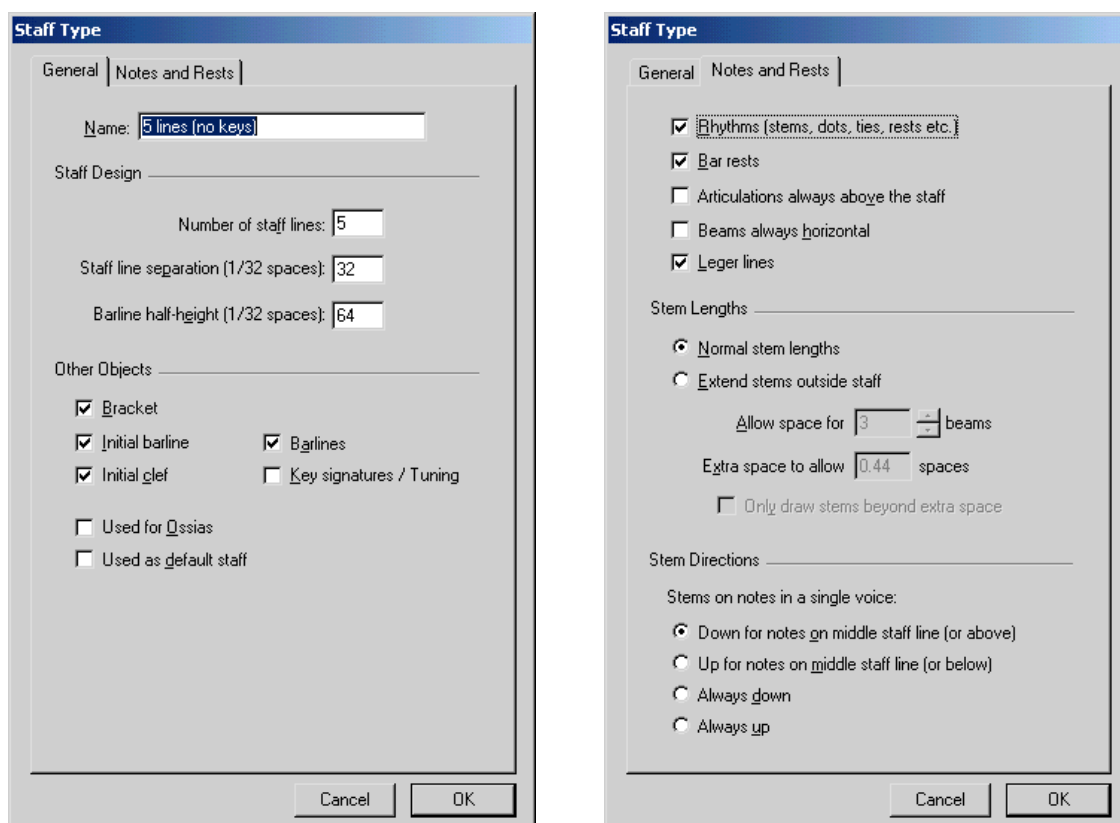 Staff Type
General Notes and Rests
Name: 5 lines (no keys)
Staff Design
Number of staff lines: 5
Staff line separation (1/32 spaces): 32
Barline half-height (1/32 spaces): 64
Other Objects
Bracket
Initial barline Barlines
Initial clef Key signatures / Tuning
Used for Ossias
Used as default staff
Cancel OK
Staff Type
General Notes and Rests
Rhythms (stems, dots, ties, rests etc.)
Bar rests
Articulations always above the staff
Beams always horizontal
Leger lines
Stem Lengths
Normal stem lengths
Extend stems outside staff
Allow space for 3 beams
Extra space to allow 0.44 spaces
Only draw stems beyond extra space
Stem Directions
Stems on notes in a single voice:
Down for notes on middle staff line (or above)
Up for notes on middle staff line (or below)
Always down
Always up
Cancel OK